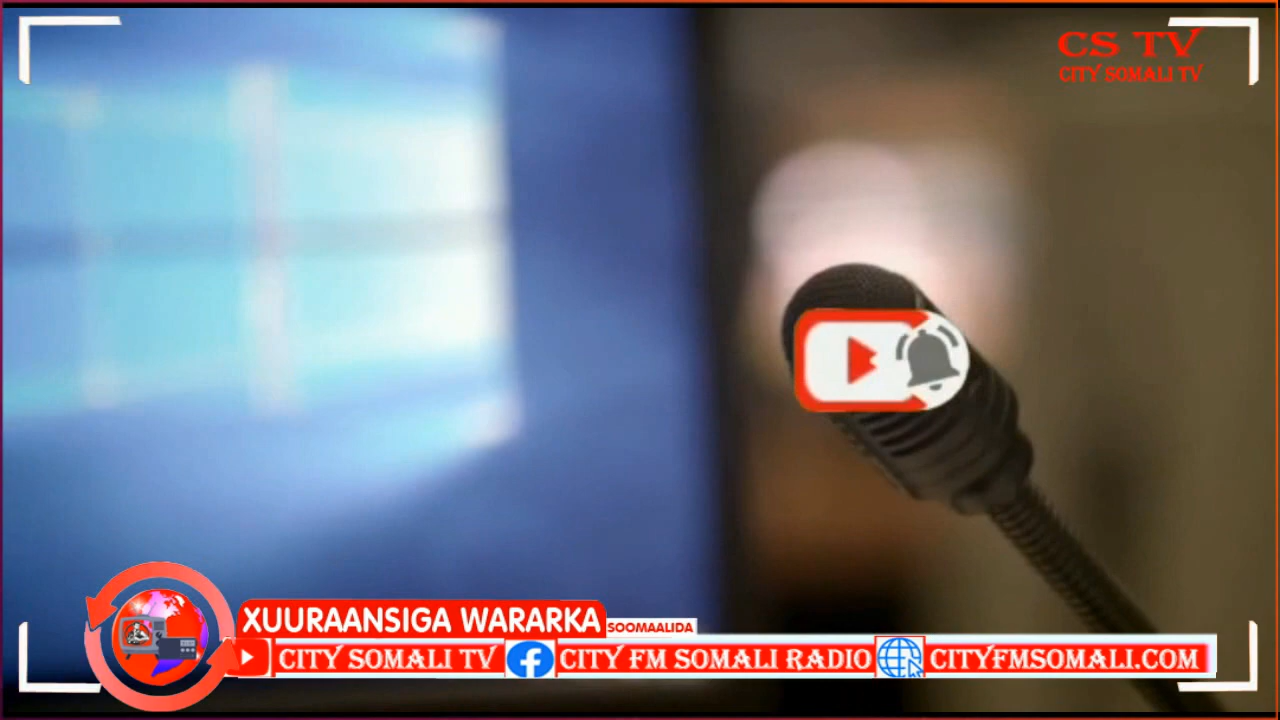 CS TV
CITY SOMALI TV
XUURAANSIGA WARARKA
SOOMAALIDA
CITY SOMALI TV CITY FM SOMALI RADIO CITYFMSOMALI.COM